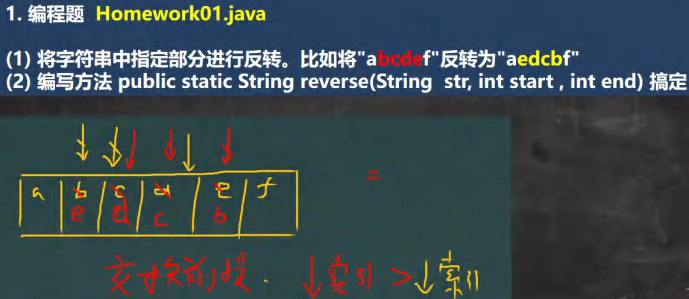 1. 编程题 Homework01.java
(1) 将字符串中指定部分进行反转。比如将"abcdef"反转为"aedcbf"
(2) 编写方法 public static String reverse(String str, int start , int end) 搞定
a b c d e f
e d c b
=
交换前提. ↓索引 > ↓索引